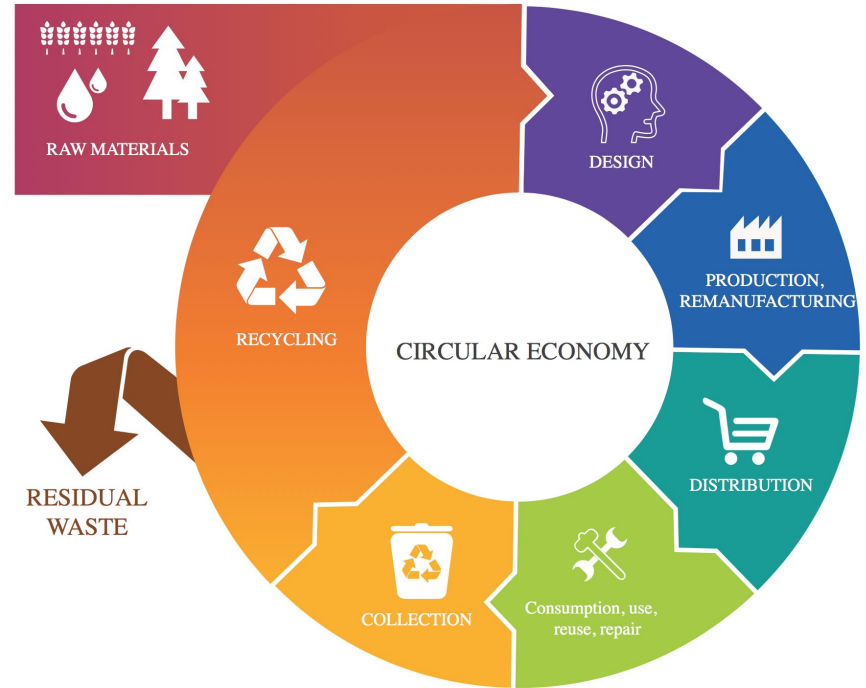 RAW MATERIALS
DESIGN
PRODUCTION,
REMANUFACTURING
RECYCLING
CIRCULAR ECONOMY
DISTRIBUTION
RESIDUAL
WASTE
COLLECTION
Consumption, use,
reuse, repair